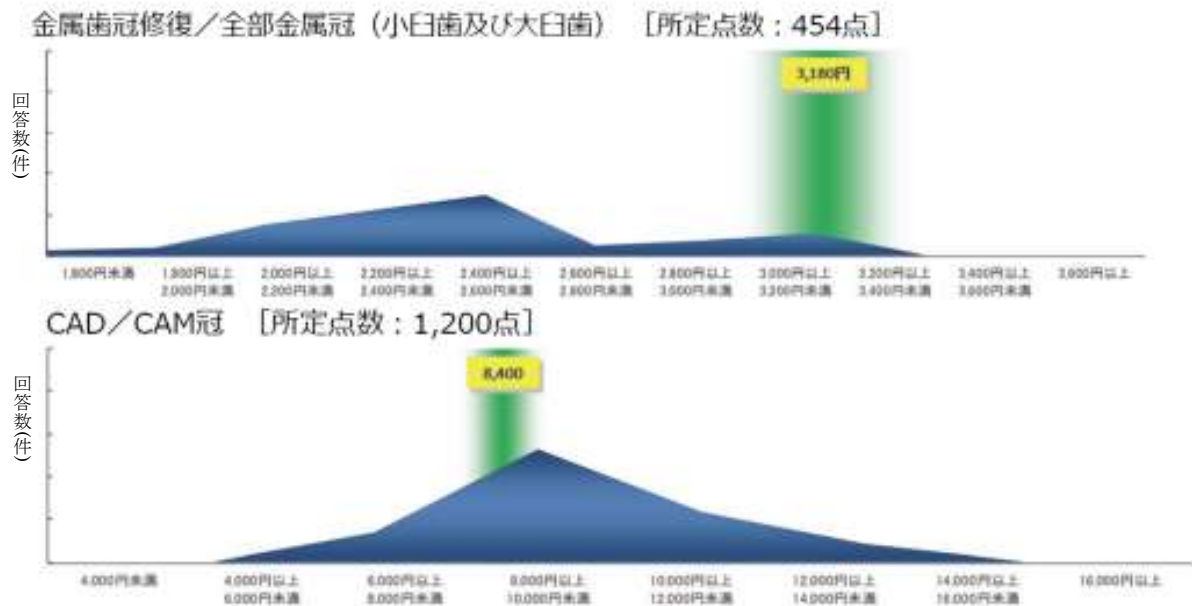 金属歯冠修復／全部金属冠（小臼歯及び大臼歯）　［所定点数：454点］
3,180円
回答数(件)
1,800円未満 1,800円以上 2,000円以上 2,200円以上 2,400円以上 2,600円以上 2,800円以上 3,000円以上 3,200円以上 3,400円以上 3,600円以上
2,000円未満 2,200円未満 2,400円未満 2,600円未満 2,800円未満 3,000円未満 3,200円未満 3,400円未満 3,600円未満
CAD／CAM冠　［所定点数：1,200点］
8,400
回答数(件)
4,000円未満 4,000円以上 6,000円以上 8,000円以上 10,000円以上 12,000円以上 14,000円以上 16,000円以上
6,000円未満 8,000円未満 10,000円未満 12,000円未満 14,000円未満 16,000円未満